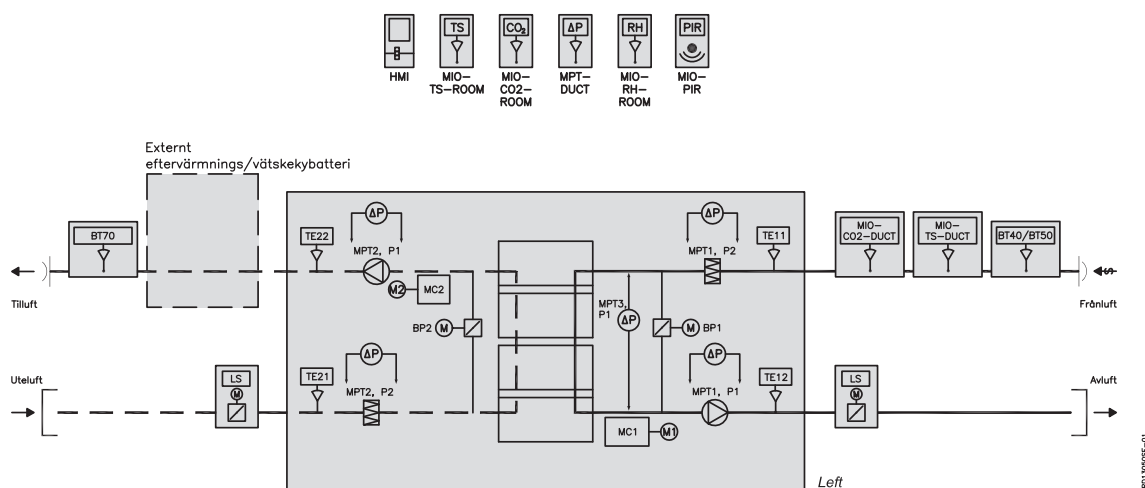 TS
CO₂
ΔP
RH
PIR
HMI
MIO-
TS-ROOM
MIO-
CO2-
ROOM
MPT-
DUCT
MIO-
RH-
ROOM
MIO-
PIR
Externt
eftervärmnings/vätskekybatteri
BT70
TE22
ΔP
MPT2, P1
M2
MC2
ΔP
MPT1, P2
TE11
MIO-
CO2-DUCT
MIO-
TS-DUCT
BT40/BT50
Tilluft
Frånluft
BP2
M
MPT3,
P1
ΔP
M
BP1
Uteluft
LS
M
TE21
ΔP
MPT2, P2
ΔP
MPT1, P1
TE12
LS
M
Avluft
MC1
M1
Left